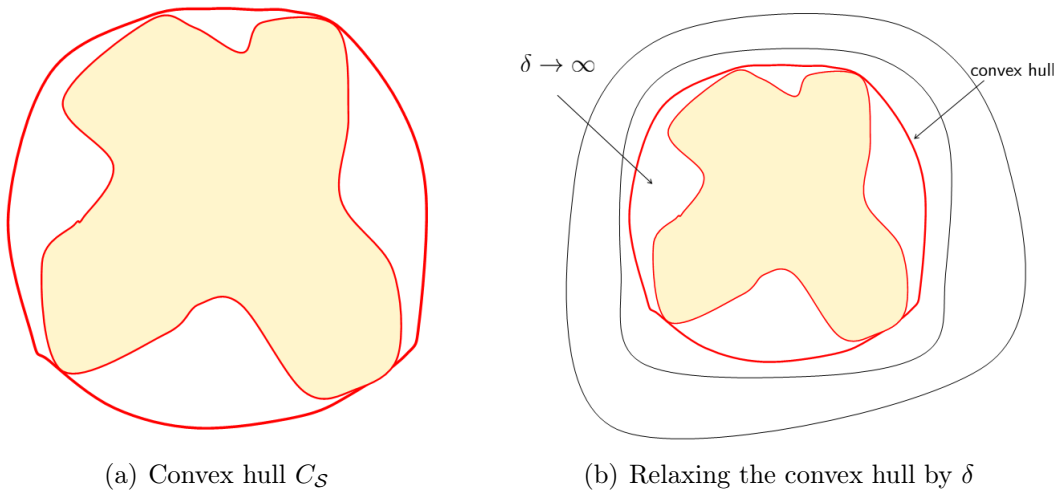 δ → ∞
convex hull
(a) Convex hull C_S
(b) Relaxing the convex hull by δ